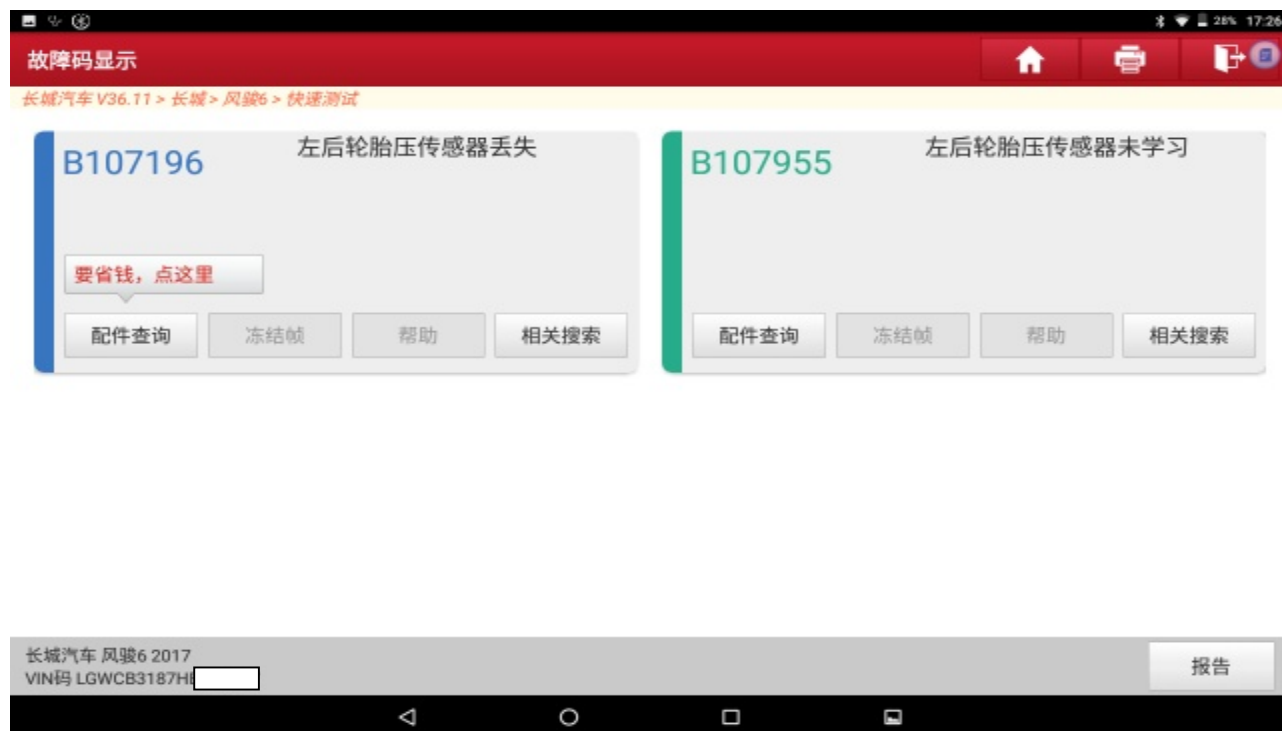 28% 17:26
故障码显示
长城汽车 V36.11 > 长城 > 风骏6 > 快速测试
B107196 左后轮胎压传感器丢失
要省钱，点这里
配件查询 冻结帧 帮助 相关搜索
B107955 左后轮胎压传感器未学习
配件查询 冻结帧 帮助 相关搜索
长城汽车 风骏6 2017
VIN码 LGWCB3187H
报告